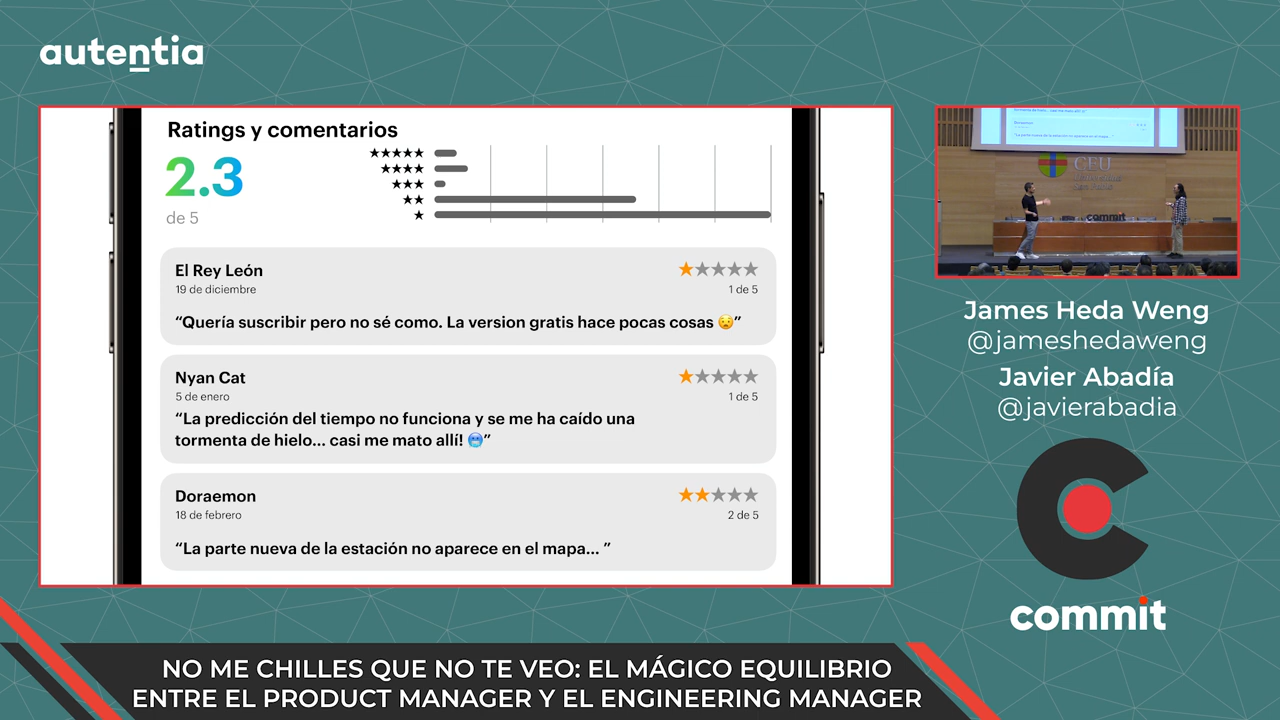 autentia
Ratings y comentarios
2.3
de 5
★★★★★
★★★★
★★★
★★
★
El Rey León
19 de diciembre
1 de 5
“Quería suscribir pero no sé como. La version gratis hace pocas cosas 😟”
Nyan Cat
5 de enero
1 de 5
“La predicción del tiempo no funciona y se me ha caído una
tormenta de hielo... casi me mato allí! 🥶”
Doraemon
18 de febrero
2 de 5
“La parte nueva de la estación no aparece en el mapa... ”
CEU
commit
James Heda Weng
@jameshedaweng
Javier Abadía
@javierabadia
commit
NO ME CHILLES QUE NO TE VEO: EL MÁGICO EQUILIBRIO
ENTRE EL PRODUCT MANAGER Y EL ENGINEERING MANAGER